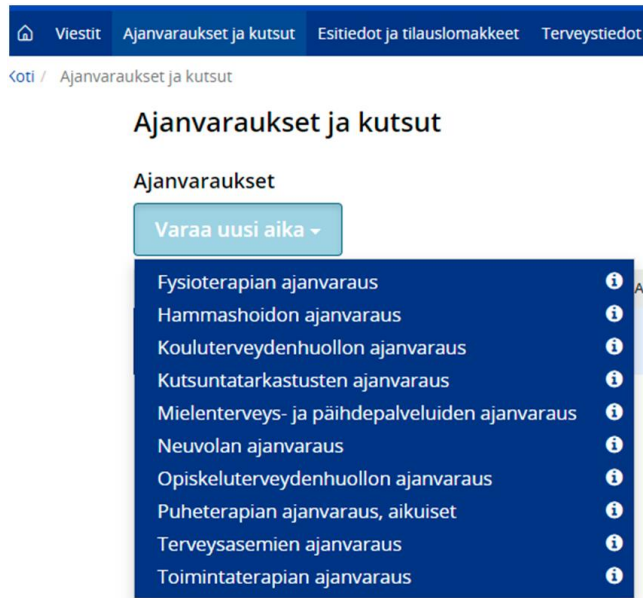 Viestit Ajanvaraukset ja kutsut Esitiedot ja tilauslomakkeet Terveystiedot
Koti / Ajanvaraukset ja kutsut
Ajanvaraukset ja kutsut
Ajanvaraukset
Varaa uusi aika
Fysioterapian ajanvaraus
A
Hammashoidon ajanvaraus
Kouluterveydenhuollon ajanvaraus
Kutsuntatarkastusten ajanvaraus
Mielenterveys- ja päihdepalveluiden ajanvaraus
Neuvolan ajanvaraus
Opiskeluterveydenhuollon ajanvaraus
Puheterapian ajanvaraus, aikuiset
Terveysasemien ajanvaraus
Toimintaterapian ajanvaraus